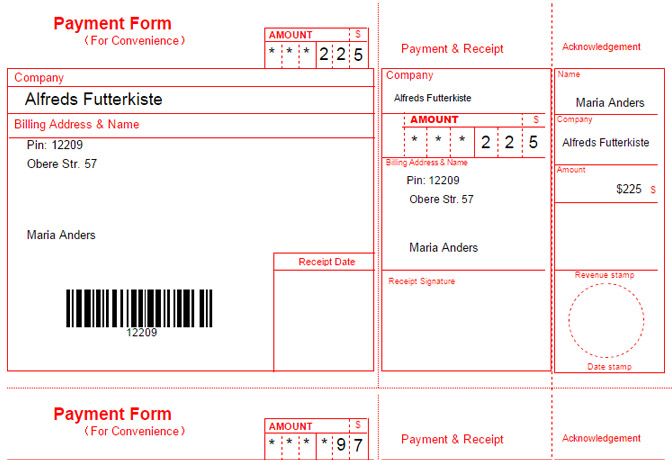 Payment Form
(For Convenience)
AMOUNT $
* * * 2 2 5
Company
Alfreds Futterkiste
Billing Address & Name
Pin: 12209
Obere Str. 57
Maria Anders
Receipt Date
12209
Payment & Receipt
Company
Alfreds Futterkiste
AMOUNT $
* * * 2 2 5
Billing Address & Name
Pin: 12209
Obere Str. 57
Maria Anders
Receipt Signature
Acknowledgement
Name
Maria Anders
Company
Alfreds Futterkiste
Amount
$225 $
Revenue stamp
Date stamp
Payment Form
(For Convenience)
AMOUNT $
* * * * 9 7
Payment & Receipt
Acknowledgement